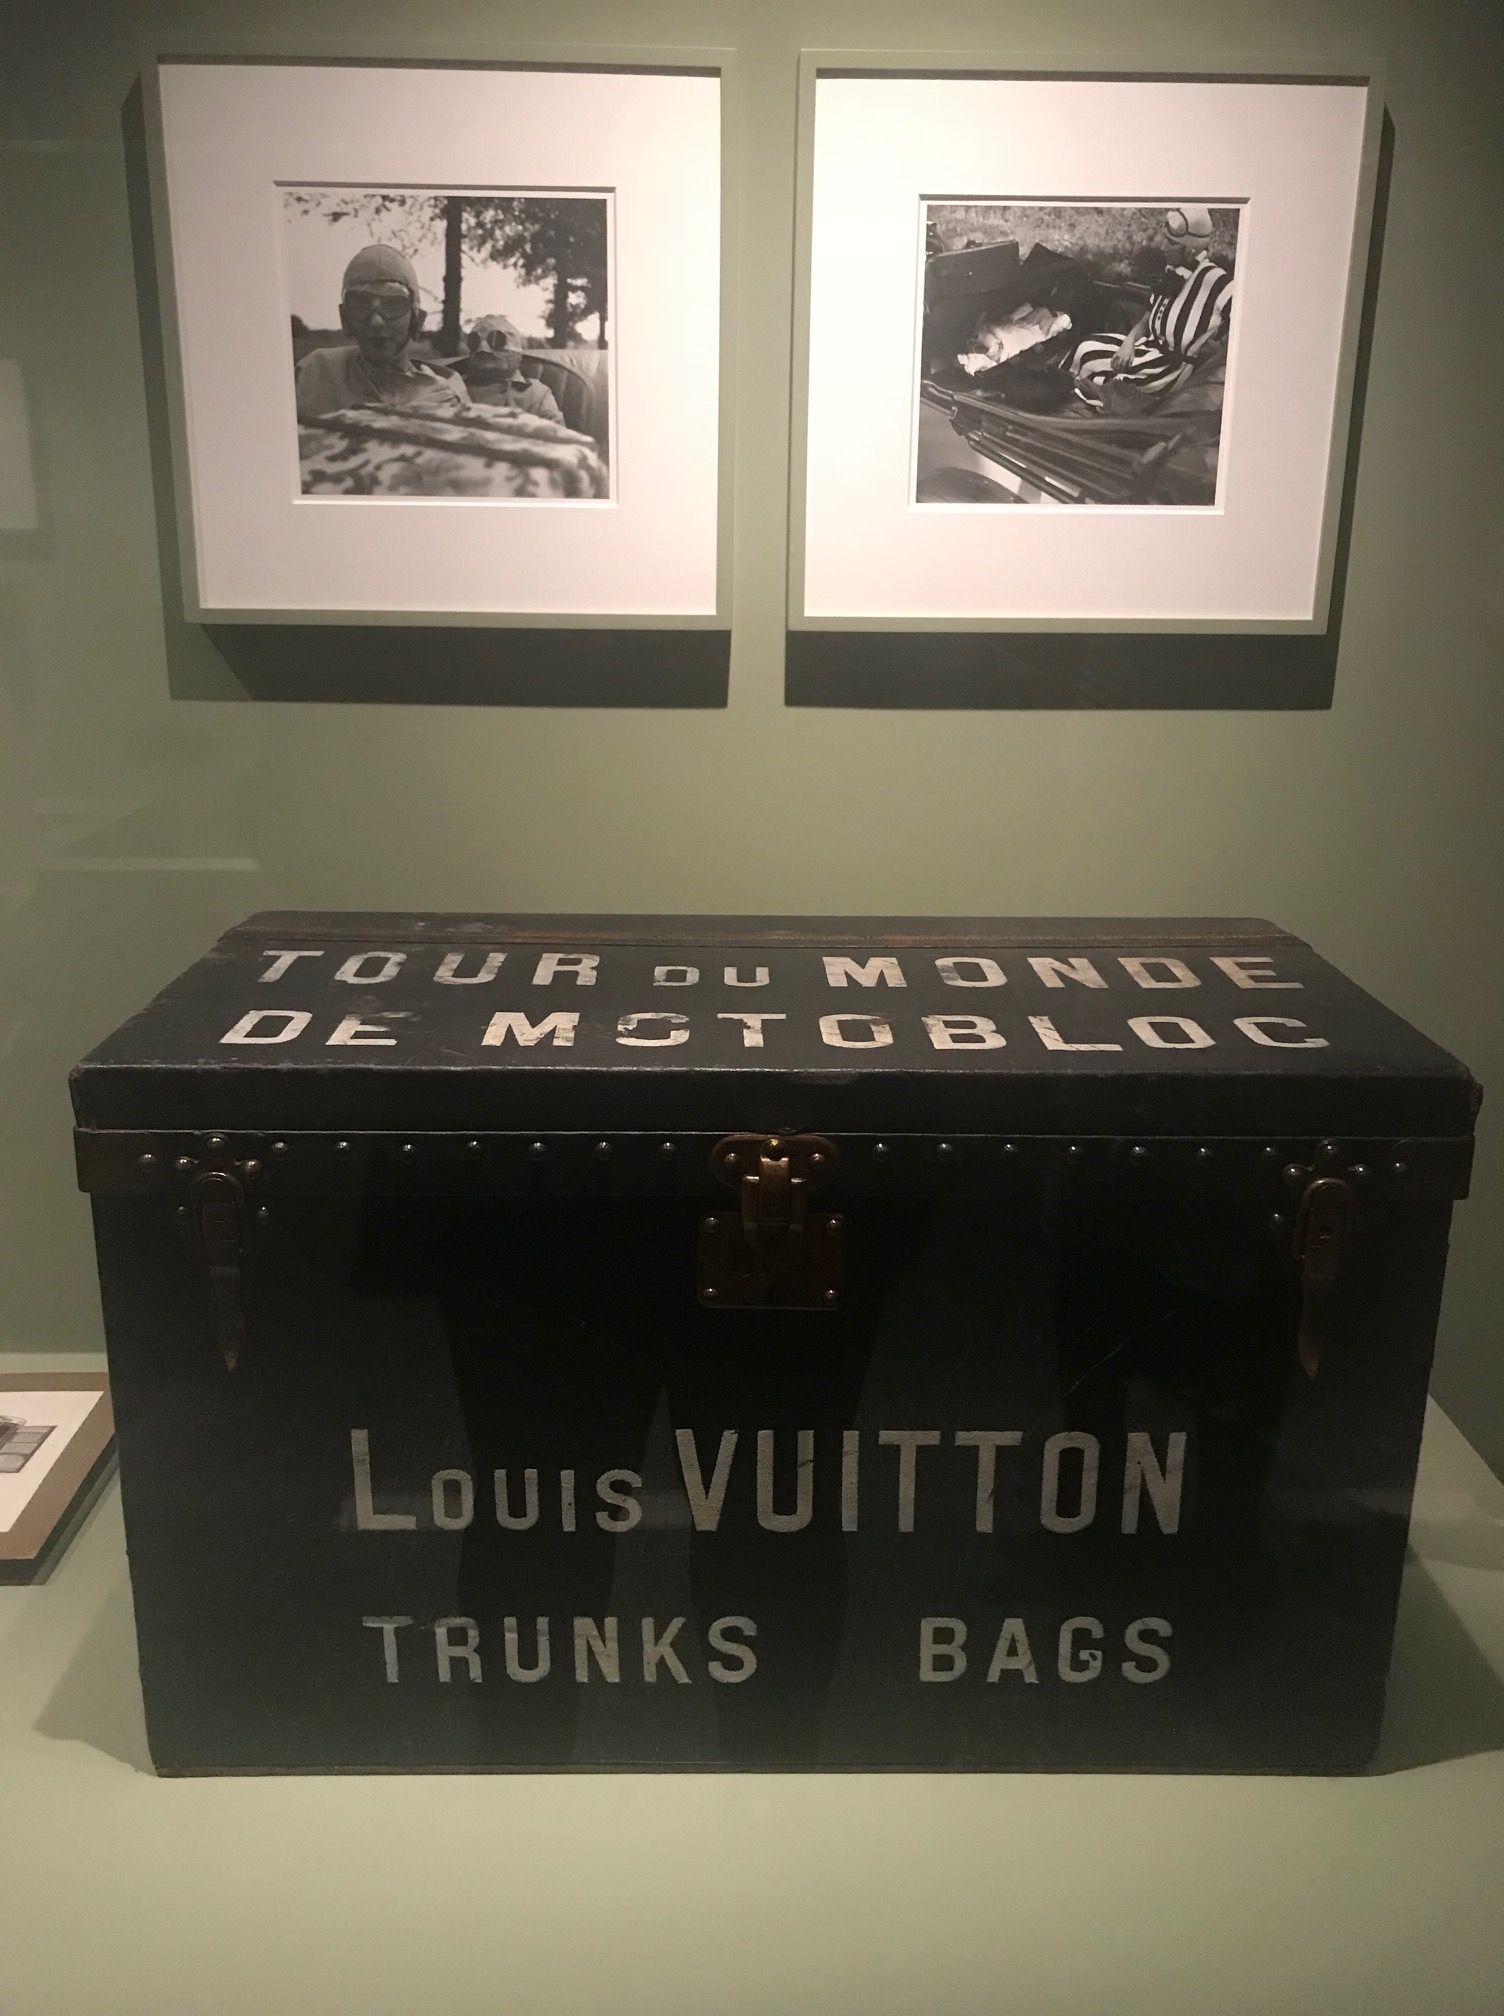 TOUR DU MONDE
DE MOTOBLOC
LOUIS VUITTON
TRUNKS BAGS